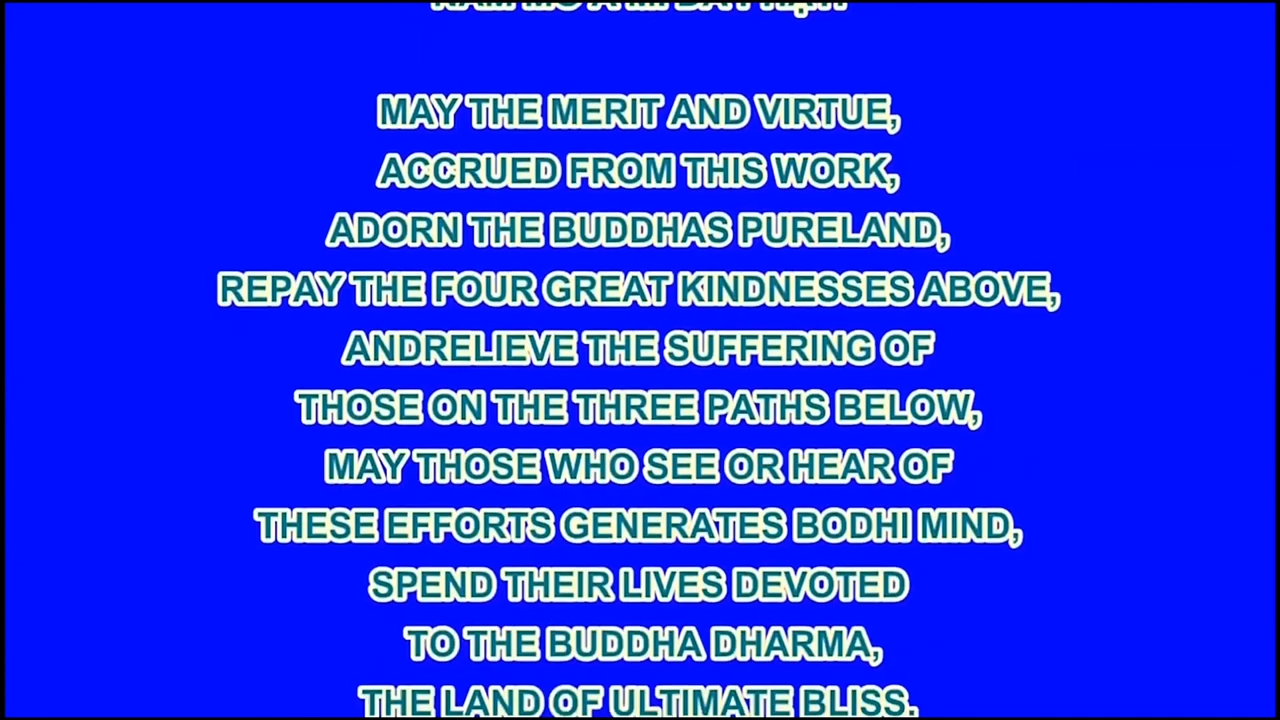 MAY THE MERIT AND VIRTUE,
ACCRUED FROM THIS WORK,
ADORN THE BUDDHAS PURELAND,
REPAY THE FOUR GREAT KINDNESSES ABOVE,
ANDRELIEVE THE SUFFERING OF
THOSE ON THE THREE PATHS BELOW,
MAY THOSE WHO SEE OR HEAR OF
THESE EFFORTS GENERATES BODHI MIND,
SPEND THEIR LIVES DEVOTED
TO THE BUDDHA DHARMA,
THE LAND OF ULTIMATE BLISS.